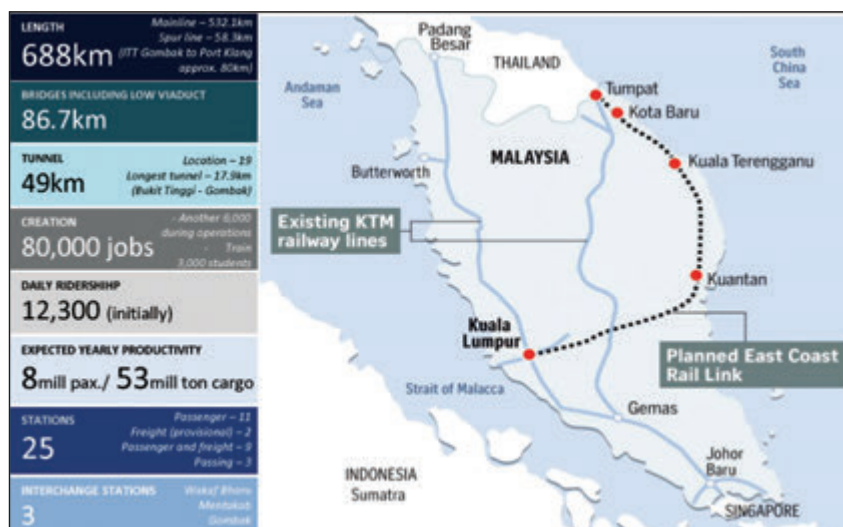 LENGTH
688km
Mainline – 532.1km
Spur line – 58.3km
(ITT Gombak to Port Klang
approx. 80km)
BRIDGES INCLUDING LOW VIADUCT
86.7km
TUNNEL
49km
Location – 19
Longest tunnel – 17.9km
(Bukit Tinggi - Gombak)
CREATION
80,000 jobs
- Another 6,000
during operations
- Train
3,000 students
DAILY RIDERSHIHP
12,300 (initially)
EXPECTED YEARLY PRODUCTIVITY
8mill pax./ 53mill ton cargo
STATIONS
25
Passenger – 11
Freight (provisional) – 2
Passenger and freight – 9
Passing – 3
INTERCHANGE STATIONS
3
Wakaf Bharu
Mentakab
Gombak
Padang
Besar
THAILAND
South
China
Sea
Andaman
Sea
Tumpat
Kota Baru
MALAYSIA
Kuala Terengganu
Butterworth
Existing KTM
railway lines
Kuantan
Kuala
Lumpur
Planned East Coast
Rail Link
Strait of Malacca
Gemas
Johor
Baru
INDONESIA
Sumatra
SINGAPORE